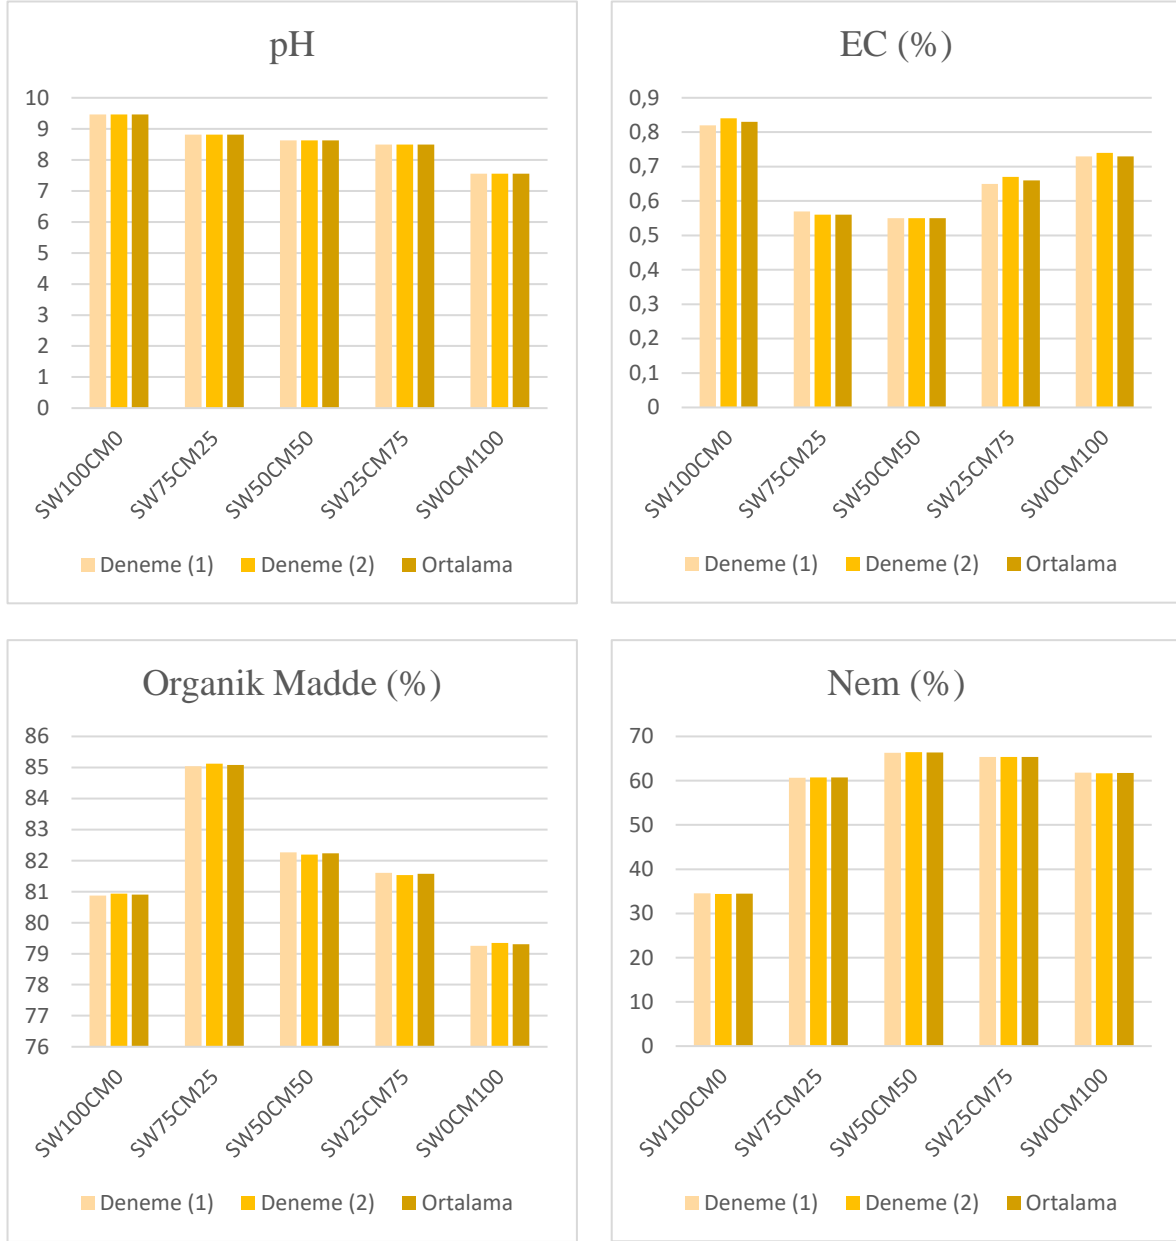 pH
10
9
8
7
6
5
4
3
2
1
0
SW100CM0
SW75CM25
SW50CM50
SW25CM75
SW0CM100
Deneme (1) Deneme (2) Ortalama
EC (%)
0,9
0,8
0,7
0,6
0,5
0,4
0,3
0,2
0,1
0
SW100CM0
SW75CM25
SW50CM50
SW25CM75
SW0CM100
Deneme (1) Deneme (2) Ortalama
Organik Madde (%)
86
85
84
83
82
81
80
79
78
77
76
SW100CM0
SW75CM25
SW50CM50
SW25CM75
SW0CM100
Deneme (1) Deneme (2) Ortalama
Nem (%)
70
60
50
40
30
20
10
0
SW100CM0
SW75CM25
SW50CM50
SW25CM75
SW0CM100
Deneme (1) Deneme (2) Ortalama